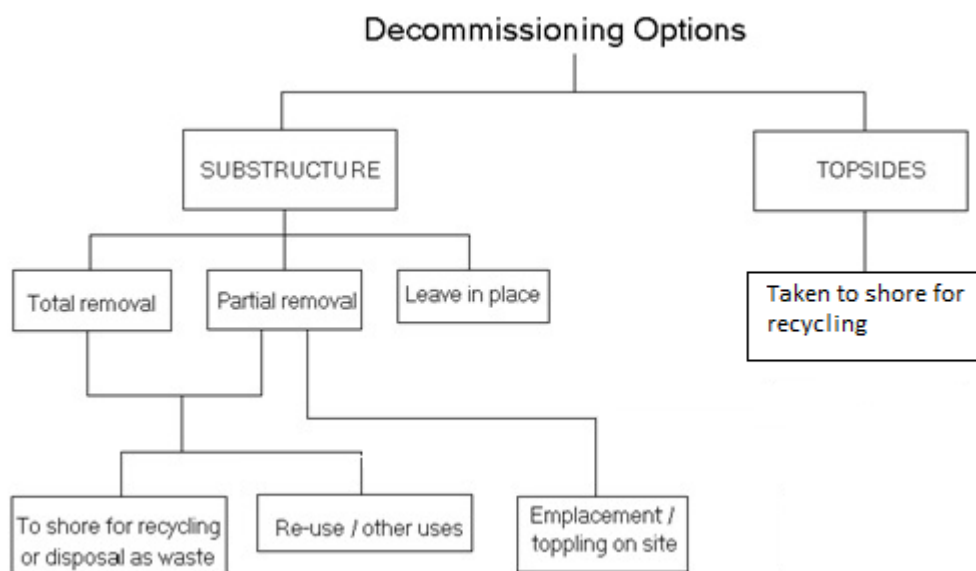 Decommissioning Options
SUBSTRUCTURE
TOPSIDES
Total removal
Partial removal
Leave in place
Taken to shore for
recycling
To shore for recycling
or disposal as waste
Re-use / other uses
Emplacement /
toppling on site